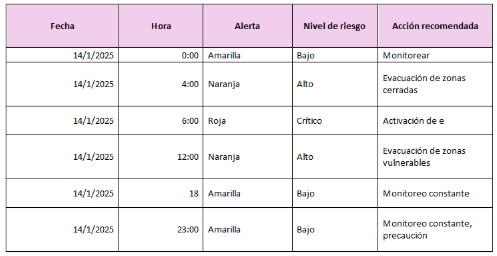 Fecha Hora Alerta Nivel de riesgo Acción recomendada
14/1/2025 0:00 Amarilla Bajo Monitorear
14/1/2025 4:00 Naranja Alto Evacuación de zonas
cerradas
14/1/2025 6:00 Roja Crítico Activación de e
14/1/2025 12:00 Naranja Alto Evacuación de zonas
vulnerables
14/1/2025 18 Amarilla Bajo Monitoreo constante
14/1/2025 23:00 Amarilla Bajo Monitoreo constante,
precaución